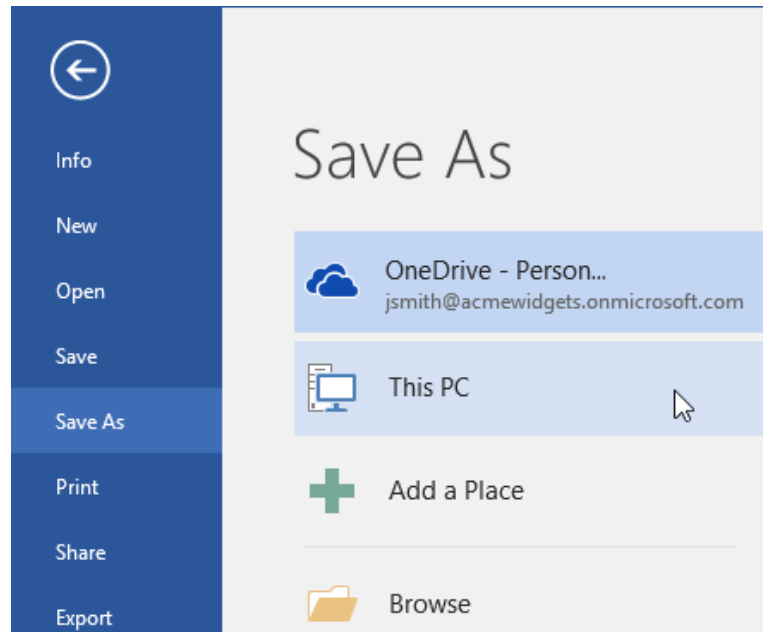 Info
New
Open
Save
Save As
Print
Share
Export
Save As
OneDrive - Person...
jsmith@acmewidgets.onmicrosoft.com
This PC
Add a Place
Browse